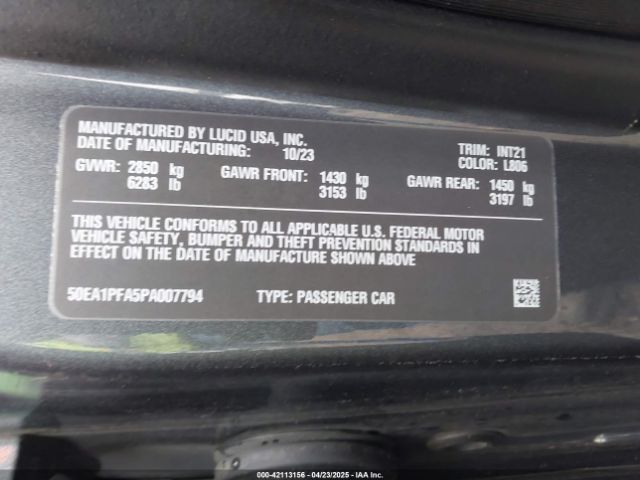 MANUFACTURED BY LUCID USA, INC.
DATE OF MANUFACTURING: 10/23
TRIM: INT21
COLOR: L806
GVWR: 2850 kg GAWR FRONT: 1430 kg GAWR REAR: 1450 kg
6283 lb 3153 lb 3197 lb
THIS VEHICLE CONFORMS TO ALL APPLICABLE U.S. FEDERAL MOTOR
VEHICLE SAFETY, BUMPER AND THEFT PREVENTION STANDARDS IN
EFFECT ON THE DATE OF MANUFACTURE SHOWN ABOVE
50EA1PFA5PA007794 TYPE: PASSENGER CAR
000-42113156 - 04/23/2025 - IAA Inc.